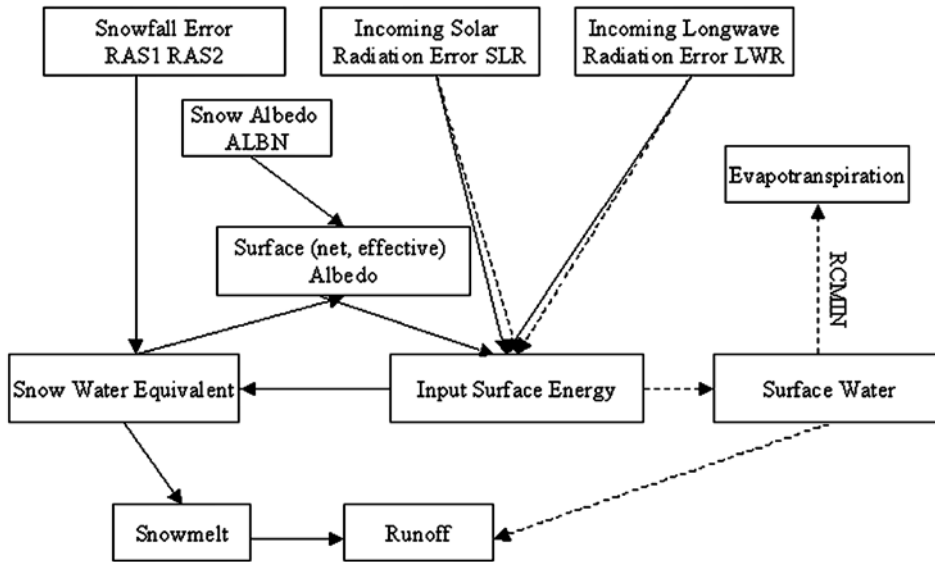 Snowfall Error
RAS1 RAS2
Incoming Solar
Radiation Error SLR
Incoming Longwave
Radiation Error LWR
Snow Albedo
ALBN
Evapotranspiration
Surface (net, effective)
Albedo
RCMIN
Snow Water Equivalent
Input Surface Energy
Surface Water
Snowmelt
Runoff